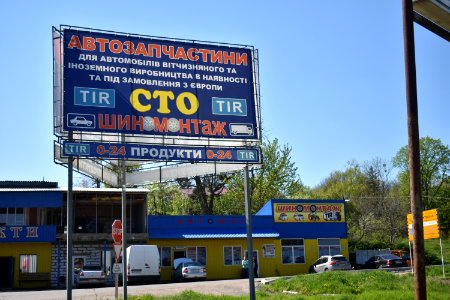 АВТОЗАПЧАСТИНИ
ДЛЯ АВТОМОБІЛІВ ВІТЧИЗНЯНОГО ТА
ІНОЗЕМНОГО ВИРОБНИЦТВА В НАЯВНОСТІ
ТА ПІД ЗАМОВЛЕННЯ З ЄВРОПИ
TIR СТО TIR
ШИНОМОНТАЖ
TIR 0-24 ПРОДУКТИ 0-24 TIR
ШИНОМОНТАЖ
КТИ